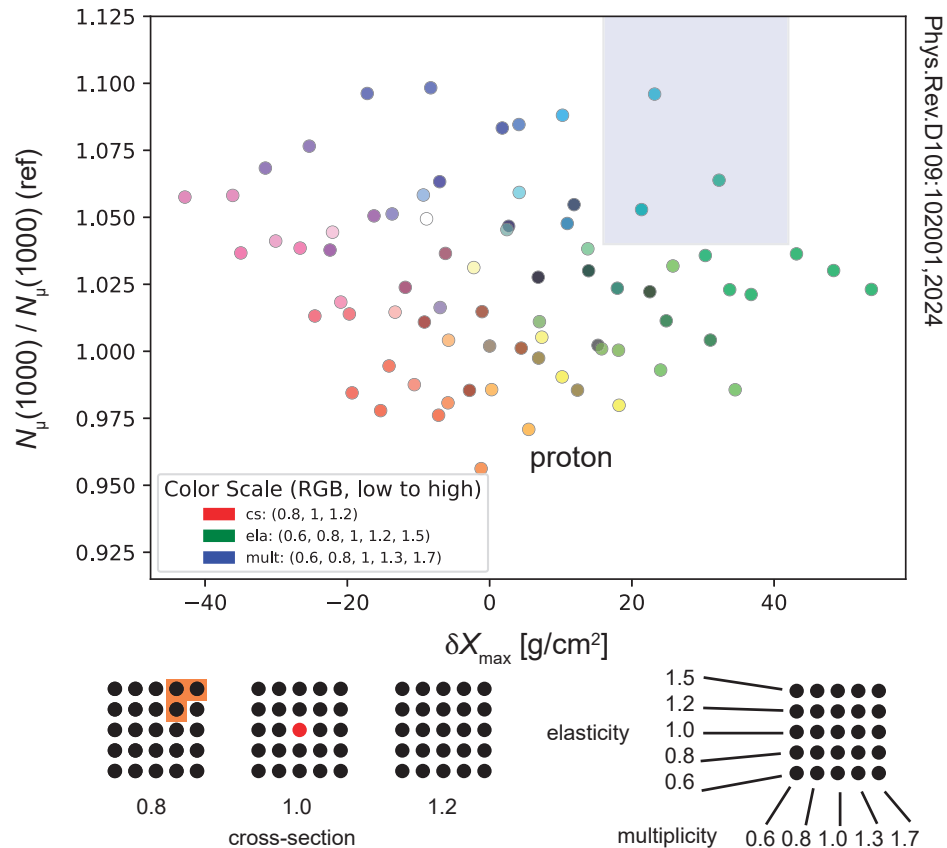 1.125
1.100
1.075
1.050
1.025
1.000
0.975
0.950
0.925
Nμ(1000) / Nμ(1000) (ref)
Phys.Rev.D109:102001,2024
proton
Color Scale (RGB, low to high)
cs: (0.8, 1, 1.2)
ela: (0.6, 0.8, 1, 1.2, 1.5)
mult: (0.6, 0.8, 1, 1.3, 1.7)
−40 −20 0 20 40
δXmax [g/cm²]
0.8 1.0 1.2
cross-section
elasticity
1.5
1.2
1.0
0.8
0.6
multiplicity 0.6 0.8 1.0 1.3 1.7